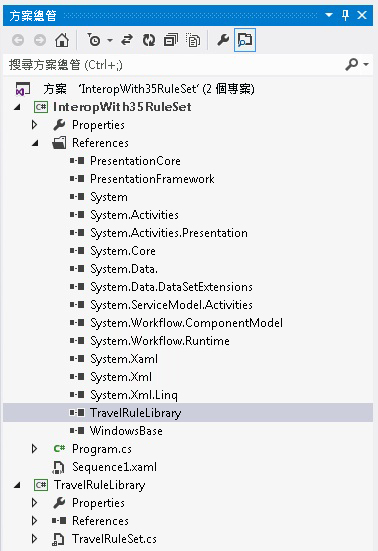 方案總管
搜尋方案總管 (Ctrl+;)
方案 'InteropWith35RuleSet' (2 個專案)
InteropWith35RuleSet
Properties
References
PresentationCore
PresentationFramework
System
System.Activities
System.Activities.Presentation
System.Core
System.Data.
System.Data.DataSetExtensions
System.ServiceModel.Activities
System.Workflow.ComponentModel
System.Workflow.Runtime
System.Xaml
System.Xml
System.Xml.Linq
TravelRuleLibrary
WindowsBase
C# Program.cs
Sequence1.xaml
C# TravelRuleLibrary
Properties
References
TravelRuleSet.cs